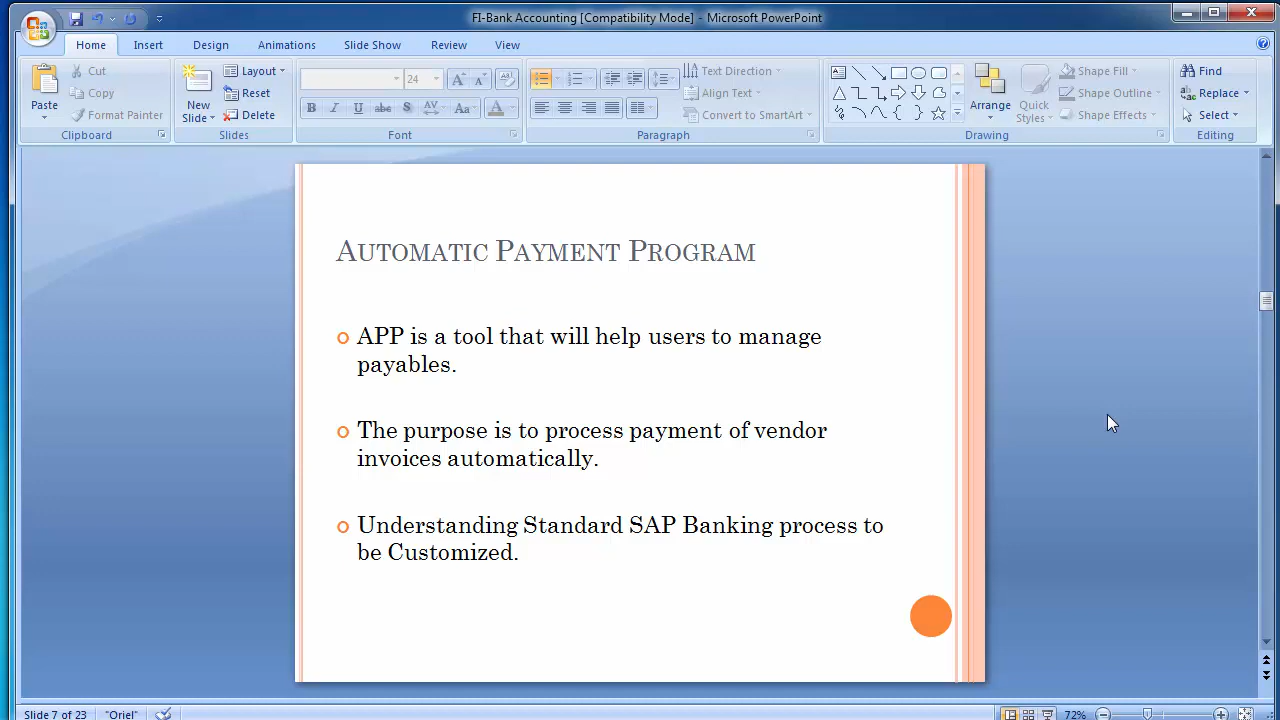 FI-Bank Accounting [Compatibility Mode] - Microsoft PowerPoint
Home Insert Design Animations Slide Show Review View
Paste
Cut
Copy
Format Painter
Clipboard
New Slide
Layout
Reset
Delete
Slides
24
B I U abc S AV Aa A
Font
Text Direction
Align Text
Convert to SmartArt
Paragraph
Arrange
Quick Styles
Shape Fill
Shape Outline
Shape Effects
Drawing
Find
Replace
Select
Editing
AUTOMATIC PAYMENT PROGRAM
APP is a tool that will help users to manage
payables.
The purpose is to process payment of vendor
invoices automatically.
Understanding Standard SAP Banking process to
be Customized.
Slide 7 of 23 "Oriel" 72%